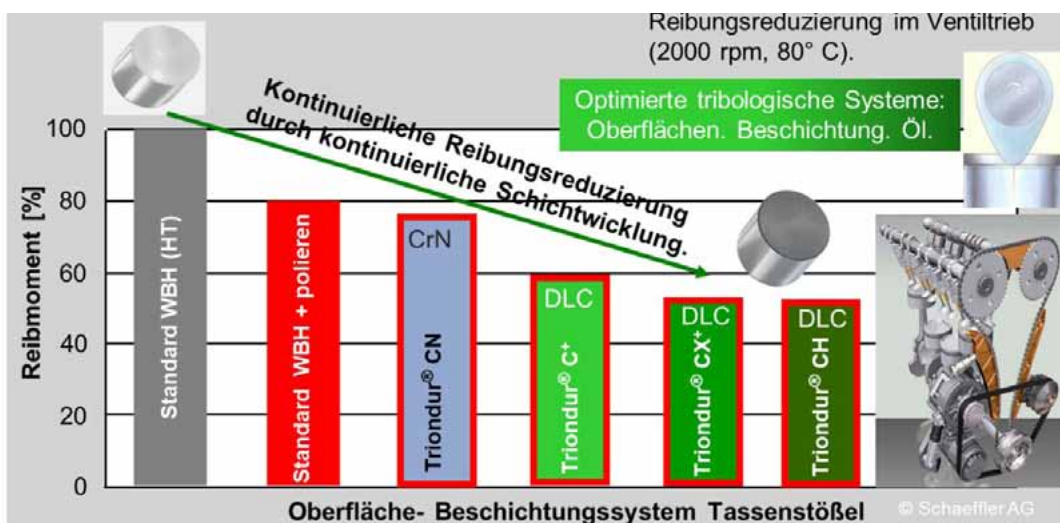 Reibungsreduzierung im Ventiltrieb
(2000 rpm, 80° C).
Optimierte tribologische Systeme:
Oberflächen. Beschichtung. Öl.
Kontinuierliche Reibungsreduzierung
durch kontinuierliche Schichtwicklung.
Reibmoment [%]
100
80
60
40
20
0
Standard WBH (HT)
Standard WBH + polieren
CrN
Triondur® CN
DLC
Triondur® C+
DLC
Triondur® CX+
DLC
Triondur® CH
Oberfläche- Beschichtungssystem Tassenstößel
© Schaeffler AG